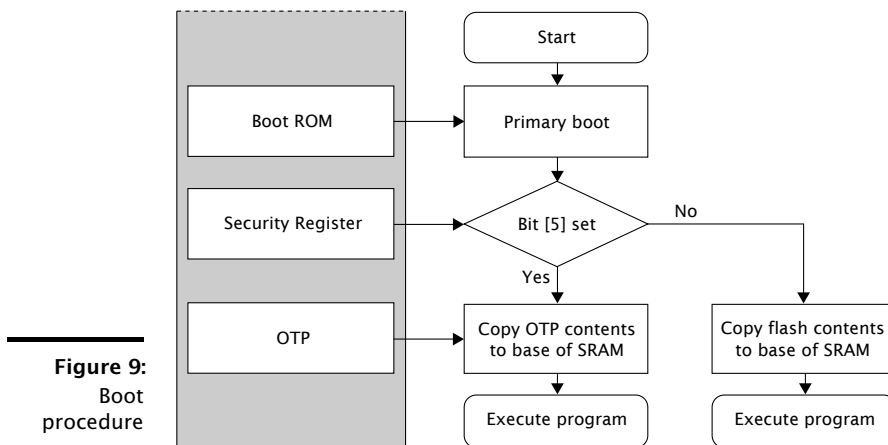 Start
Boot ROM
Primary boot
Security Register
Bit [5] set
No
Yes
OTP
Copy OTP contents
to base of SRAM
Copy flash contents
to base of SRAM
Execute program
Execute program
Figure 9:
Boot
procedure